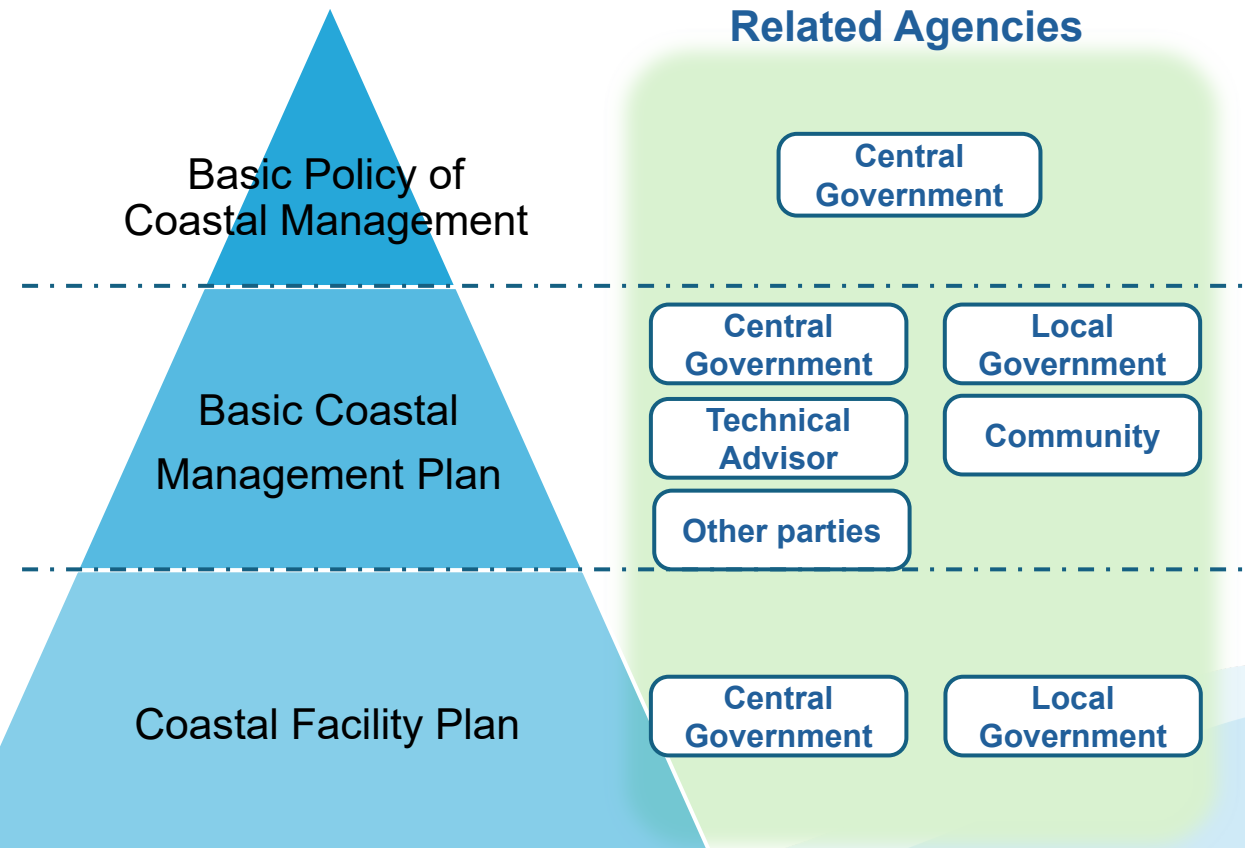 Related Agencies
Basic Policy of
Coastal Management
Central
Government
Basic Coastal
Management Plan
Central
Government
Local
Government
Technical
Advisor
Community
Other parties
Coastal Facility Plan
Central
Government
Local
Government